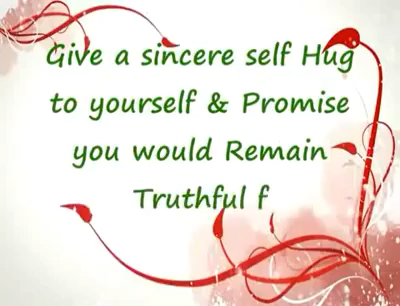 Give a sincere self Hug
to yourself & Promise
you would Remain
Truthful f